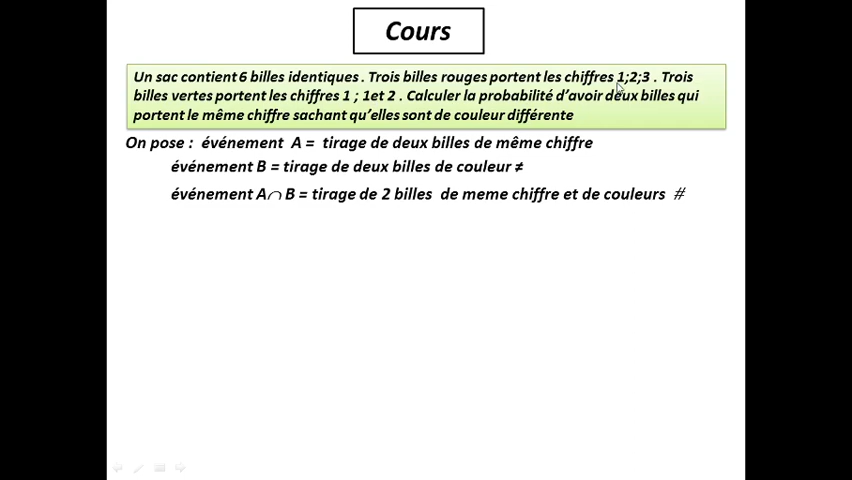 Cours
Un sac contient 6 billes identiques . Trois billes rouges portent les chiffres 1;2;3 . Trois
billes vertes portent les chiffres 1 ; 1et 2 . Calculer la probabilité d’avoir deux billes qui
portent le même chiffre sachant qu’elles sont de couleur différente
On pose : événement A = tirage de deux billes de même chiffre
événement B = tirage de deux billes de couleur ≠
événement A∩ B = tirage de 2 billes de meme chiffre et de couleurs #